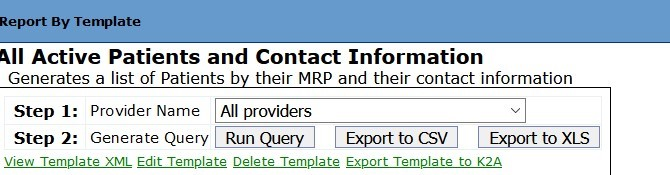 Report By Template
All Active Patients and Contact Information
Generates a list of Patients by their MRP and their contact information
Step 1: Provider Name All providers
Step 2: Generate Query Run Query Export to CSV Export to XLS
View Template XML Edit Template Delete Template Export Template to K2A